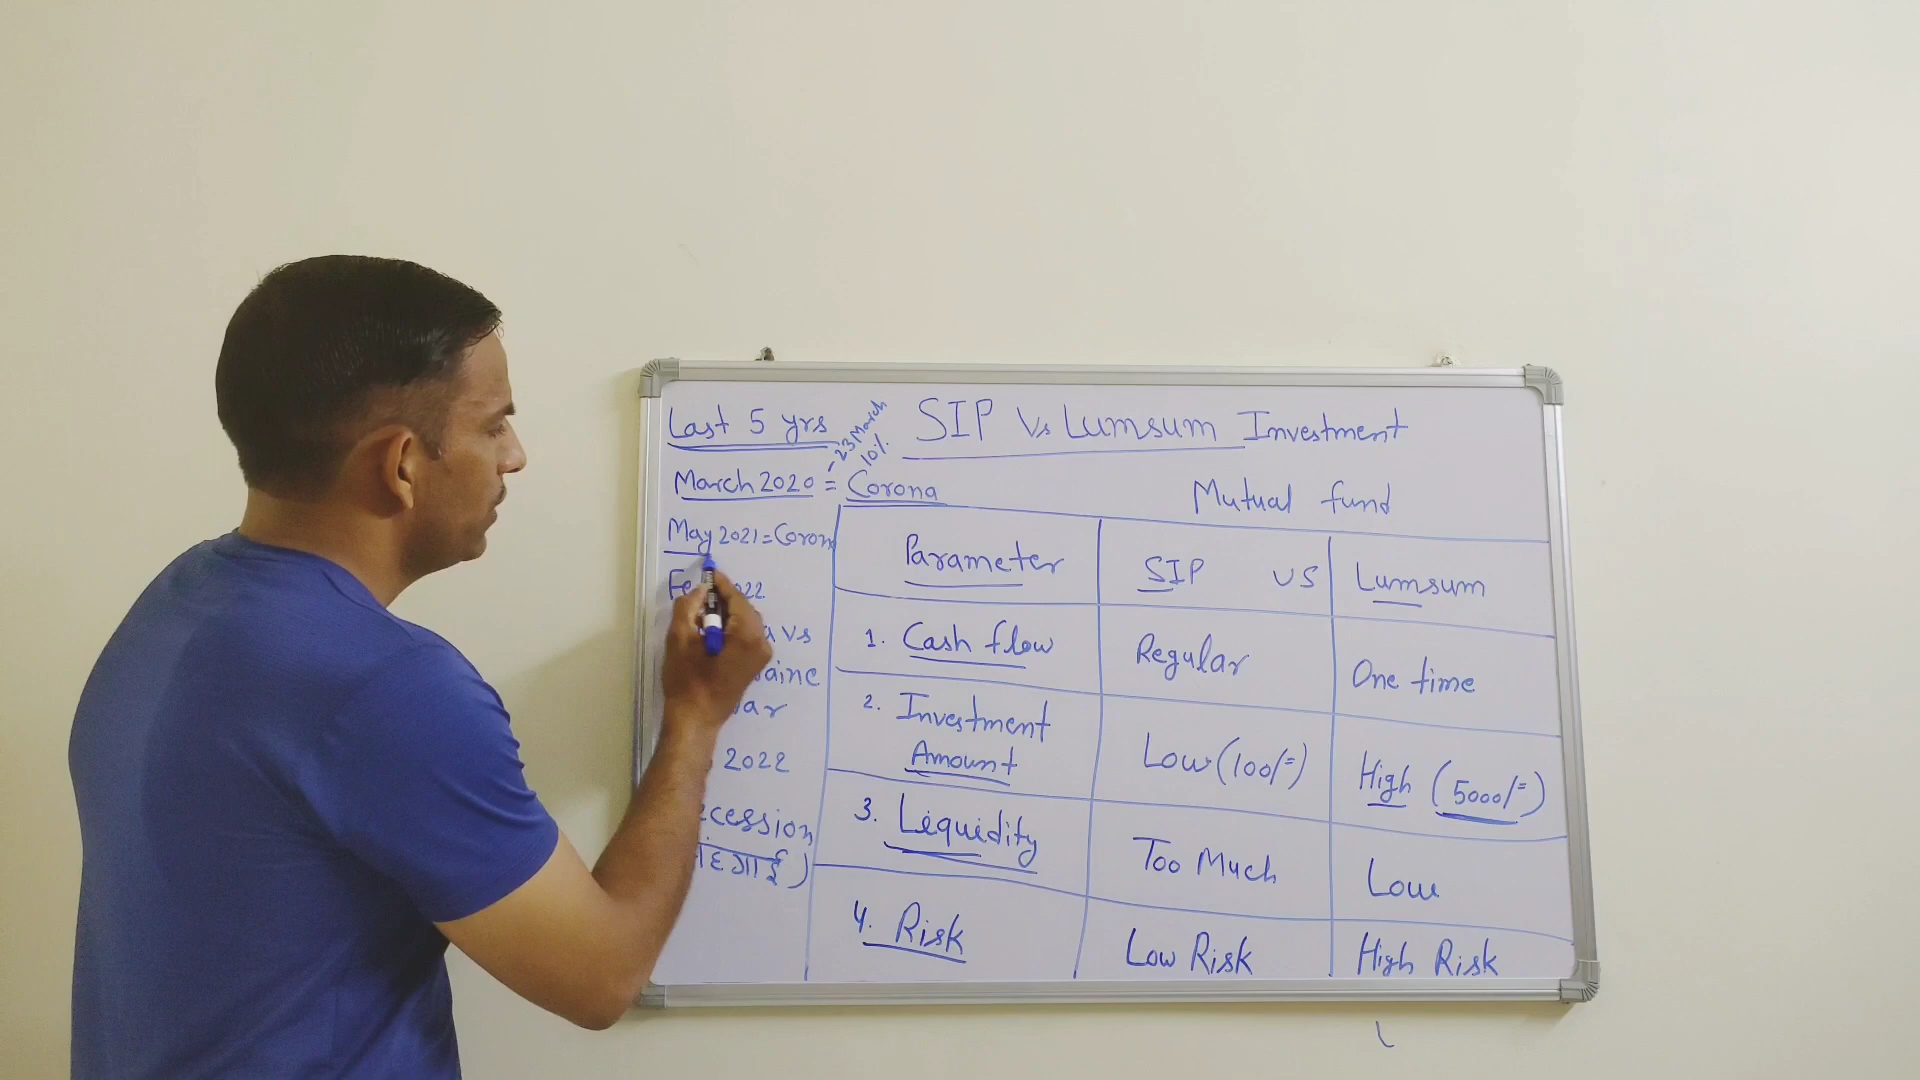 Last 5 yrs
- 23 March
10%
March 2020 = Corona
May 2021 = Corona
2022
vs
War
2022
SIP Vs Lumsum Investment
Mutual fund
Parameter SIP VS Lumsum
1. Cash flow Regular One time
2. Investment Amount Low (100/=) High (5000/=)
3. Liquidity Too Much Low
4. Risk Low Risk High Risk